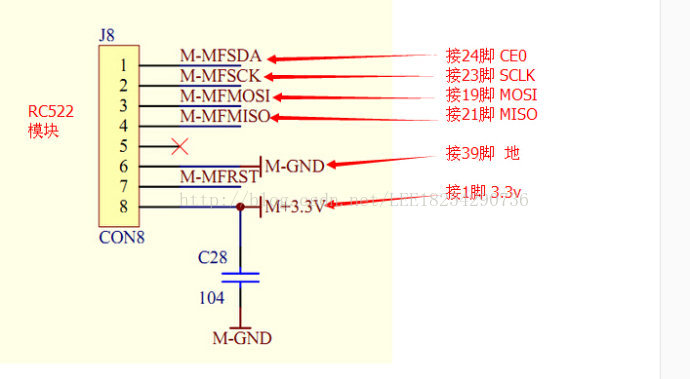 J8
1 M-MFSDA 接24脚 CE0
2 M-MFSCK 接23脚 SCLK
3 M-MFMOSI 接19脚 MOSI
4 M-MFMISO 接21脚 MISO
RC522
模块
5
6 M-GND 接39脚 地
7 M-MFRST
8 M+3.3V 接1脚 3.3v
http://blog.csdn.net/LEE18254290736
CON8
C28
104
M-GND